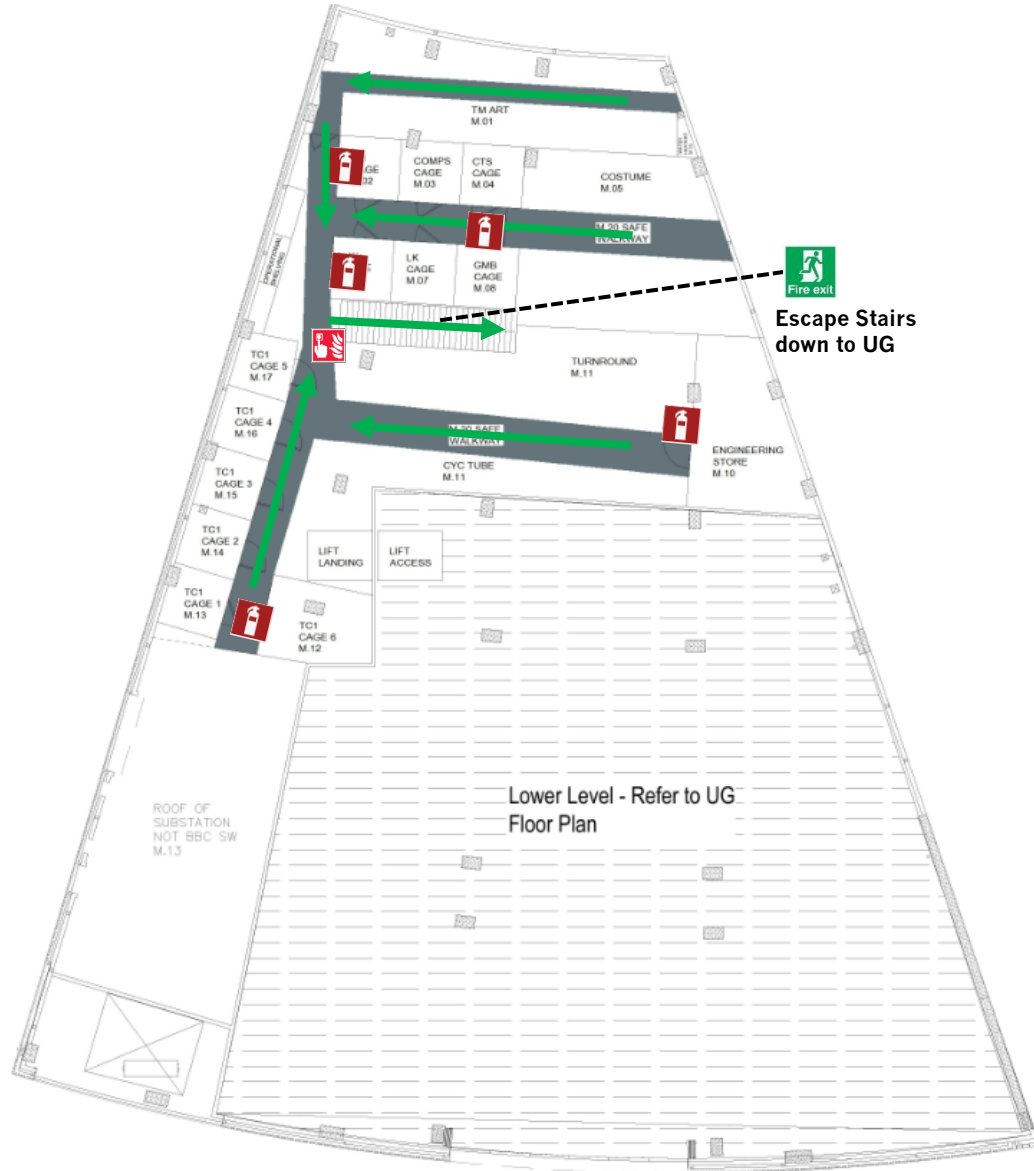 TM ART
M.01
GE
02
COMPS
CAGE
M.03
CTS
CAGE
M.04
COSTUME
M.05
M.20 SAFE
WALKWAY
OPERATIONAL
SHELVING
LK
CAGE
M.07
GMB
CAGE
M.08
Fire exit
Escape Stairs
down to UG
TC1
CAGE 5
M.17
TURNROUND
M.11
TC1
CAGE 4
M.16
M.20 SAFE
WALKWAY
CYC TUBE
M.11
ENGINEERING
STORE
M.10
TC1
CAGE 3
M.15
TC1
CAGE 2
M.14
LIFT
LANDING
LIFT
ACCESS
TC1
CAGE 1
M.13
TC1
CAGE 6
M.12
Lower Level - Refer to UG
Floor Plan
ROOF OF
SUBSTATION
NOT BBC SW
M.13